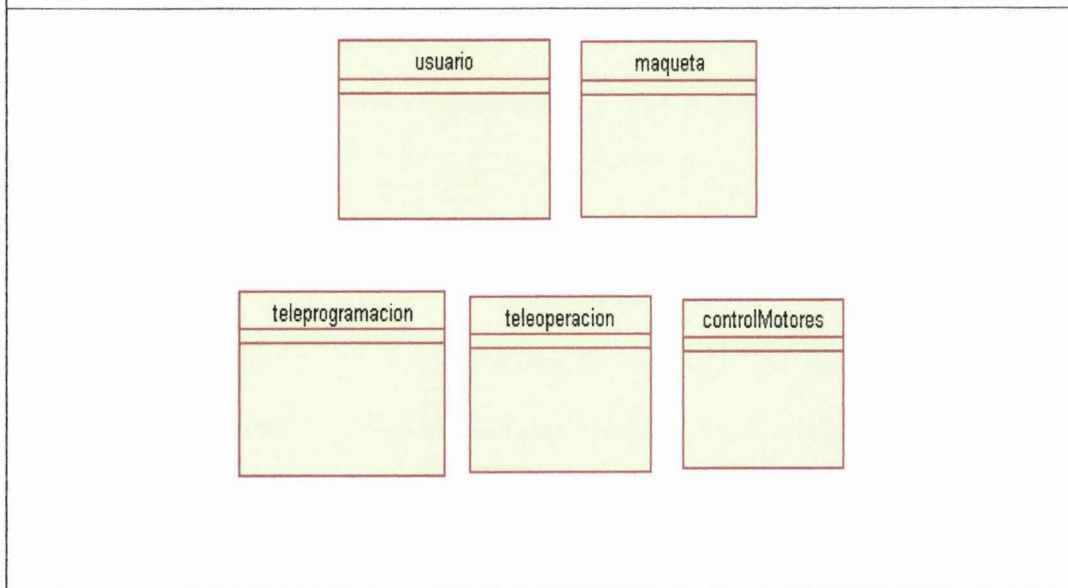 usuario
maqueta
teleprogramacion
teleoperacion
controlMotores